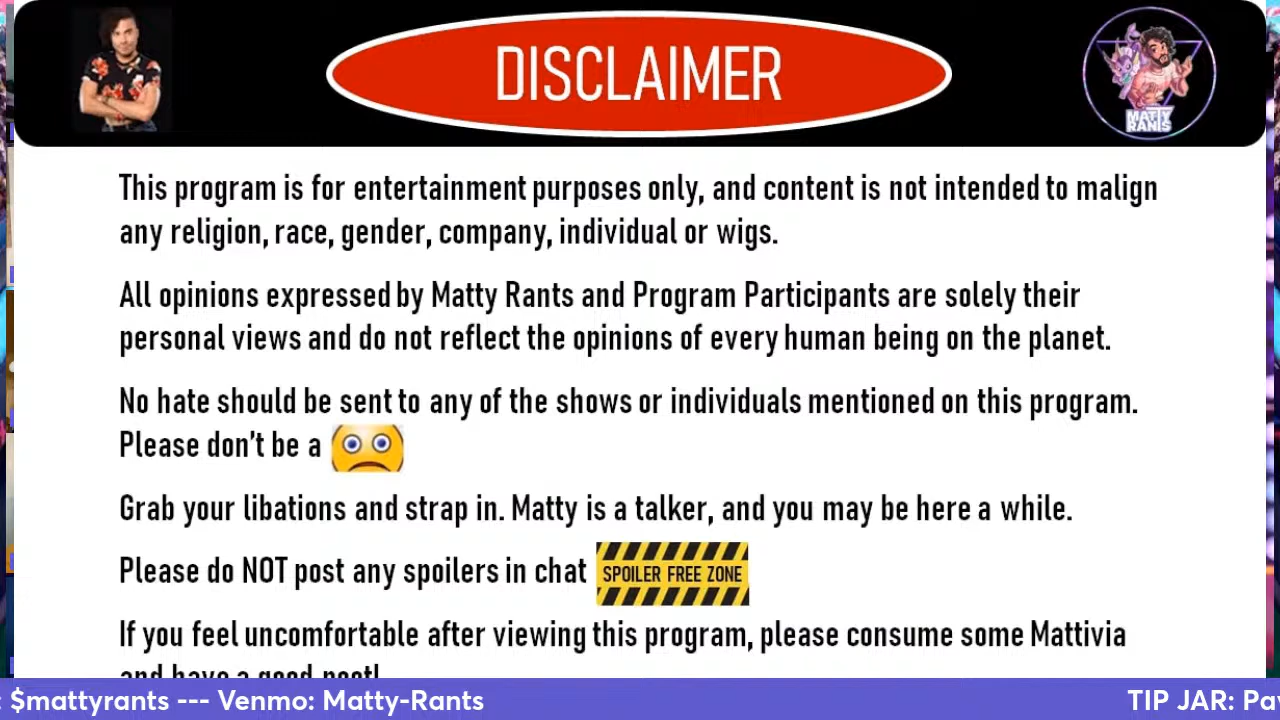 DISCLAIMER
MATTY
RANTS
This program is for entertainment purposes only, and content is not intended to malign
any religion, race, gender, company, individual or wigs.
All opinions expressed by Matty Rants and Program Participants are solely their
personal views and do not reflect the opinions of every human being on the planet.
No hate should be sent to any of the shows or individuals mentioned on this program.
Please don't be a
Grab your libations and strap in. Matty is a talker, and you may be here a while.
Please do NOT post any spoilers in chat
SPOILER FREE ZONE
If you feel uncomfortable after viewing this program, please consume some Mattivia
and have a good
: $mattyrants --- Venmo: Matty-Rants
TIP JAR: